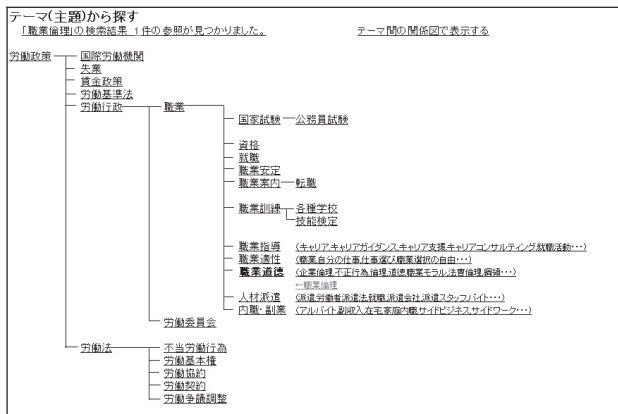 テーマ(主題)から探す
「職業倫理」の検索結果 1件の参照が見つかりました。 テーマ間の関係図で表示する
労働政策 国際労働機関
失業
賃金政策
労働基準法
労働行政 職業
国家試験 公務員試験
資格
就職
職業安定
職業案内 転職
職業訓練 各種学校
技能検定
職業指導 (キャリア,キャリアガイダンス,キャリア支援,キャリアコンサルティング,就職活動・・・)
職業適性 (職業,自分の仕事,仕事選び,職業選択の自由・・・)
職業道徳 (企業倫理,不正行為,倫理,道徳,職業モラル,法曹倫理,綱領・・・)
←職業倫理
人材派遣 (派遣,労働者派遣法,就職,派遣会社,派遣スタッフ,バイト・・・)
内職・副業 (アルバイト,副収入,在宅,家庭内職,サイドビジネス,サイドワーク・・・)
労働委員会
労働法 不当労働行為
労働基本権
労働協約
労働契約
労働争議調整